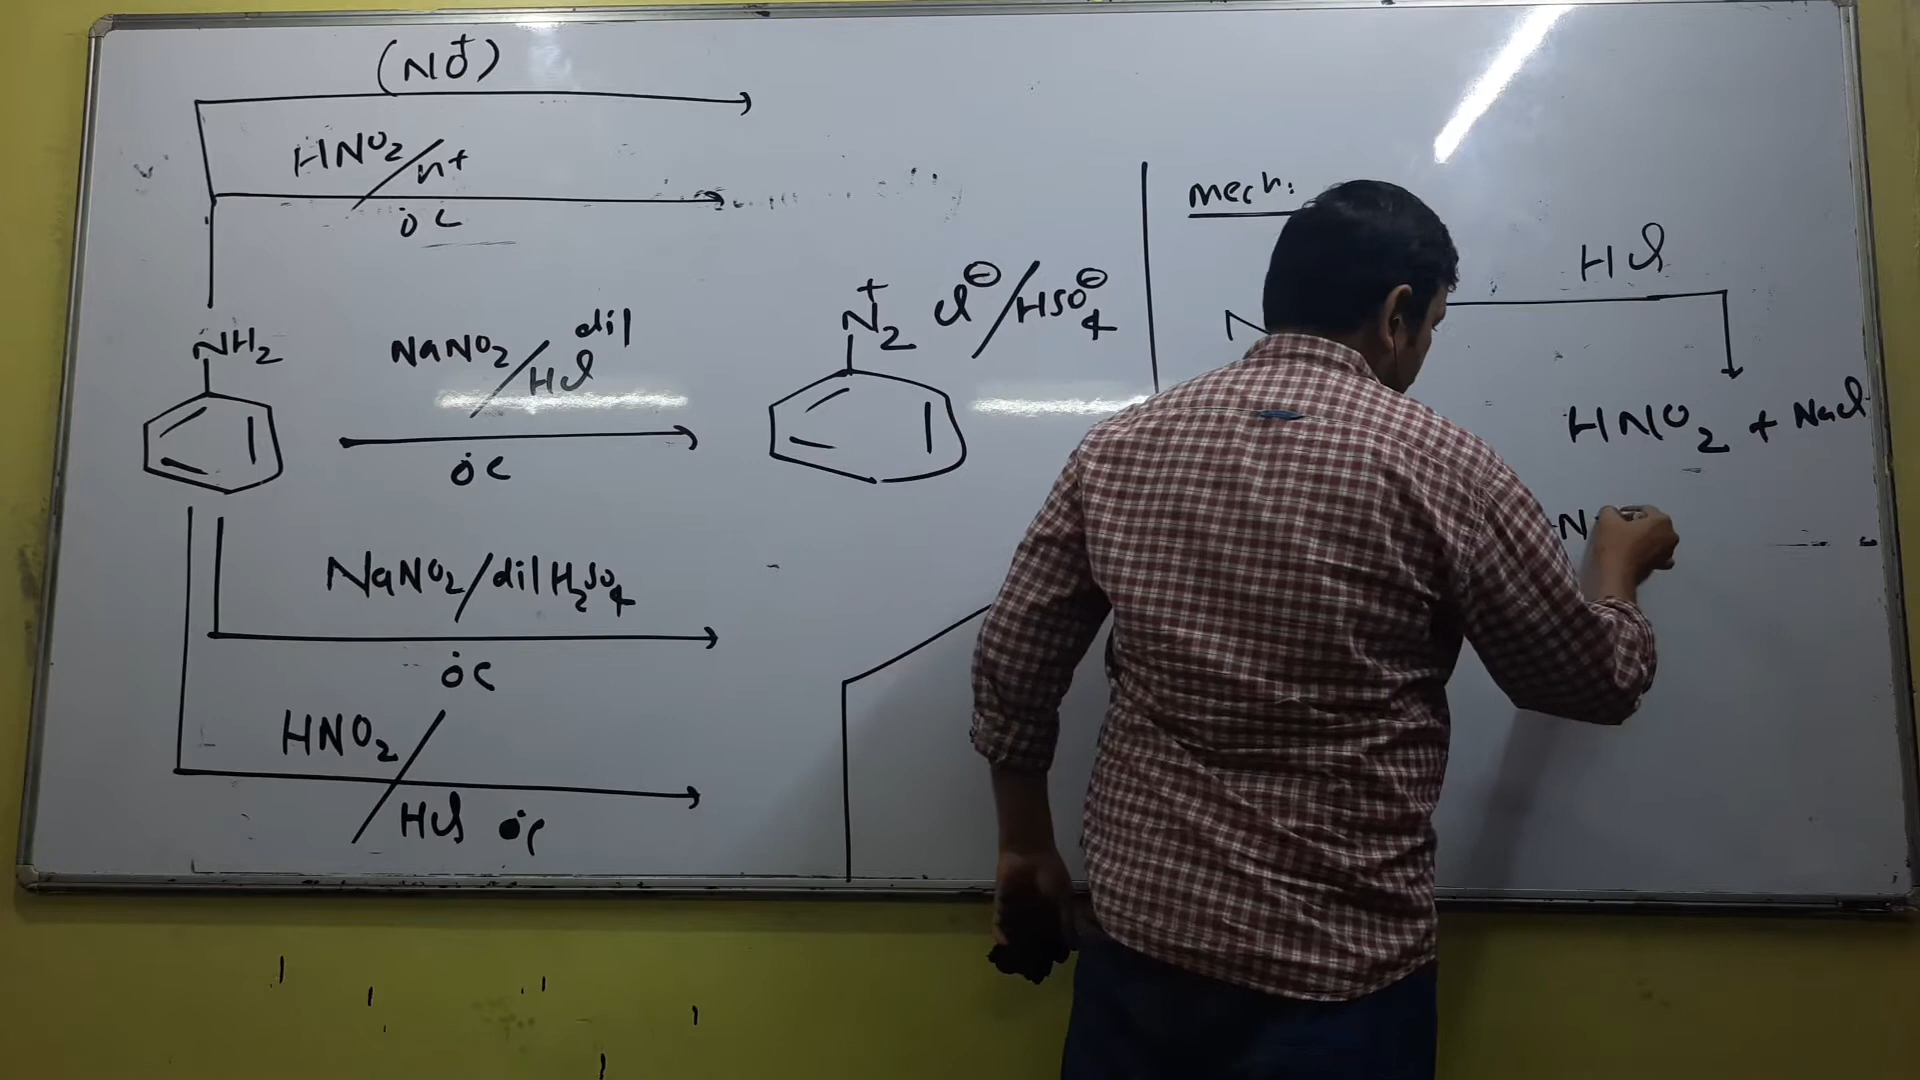 (NO⁺)
HNO₂/H⁺
0°C
NH₂
NaNO₂/dil HCl
0°C
N₂⁺ Cl⊖/HSO₄⊖
NaNO₂/dil H₂SO₄
0°C
HNO₂/HCl 0°C
Mech:
HCl
HNO₂ + NaCl